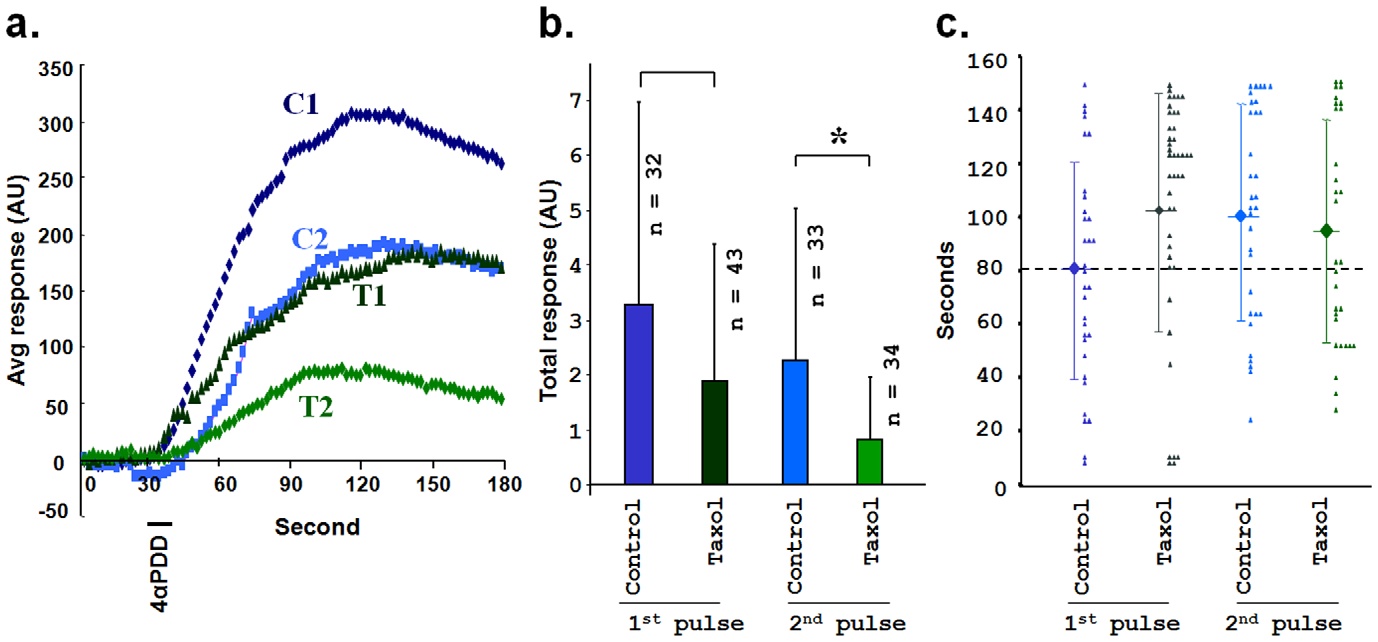 a.
350
300
250
200
150
100
50
0
-50
Avg response (AU)
C1
C2
T1
T2
0 30 60 90 120 150 180
Second
4αPDD
b.
7
6
5
4
3
2
1
0
Total response (AU)
*
n = 32
n = 43
n = 33
n = 34
Control Taxol Control Taxol
1st pulse 2nd pulse
c.
160
140
120
100
80
60
40
20
0
Seconds
Control Taxol Control Taxol
1st pulse 2nd pulse